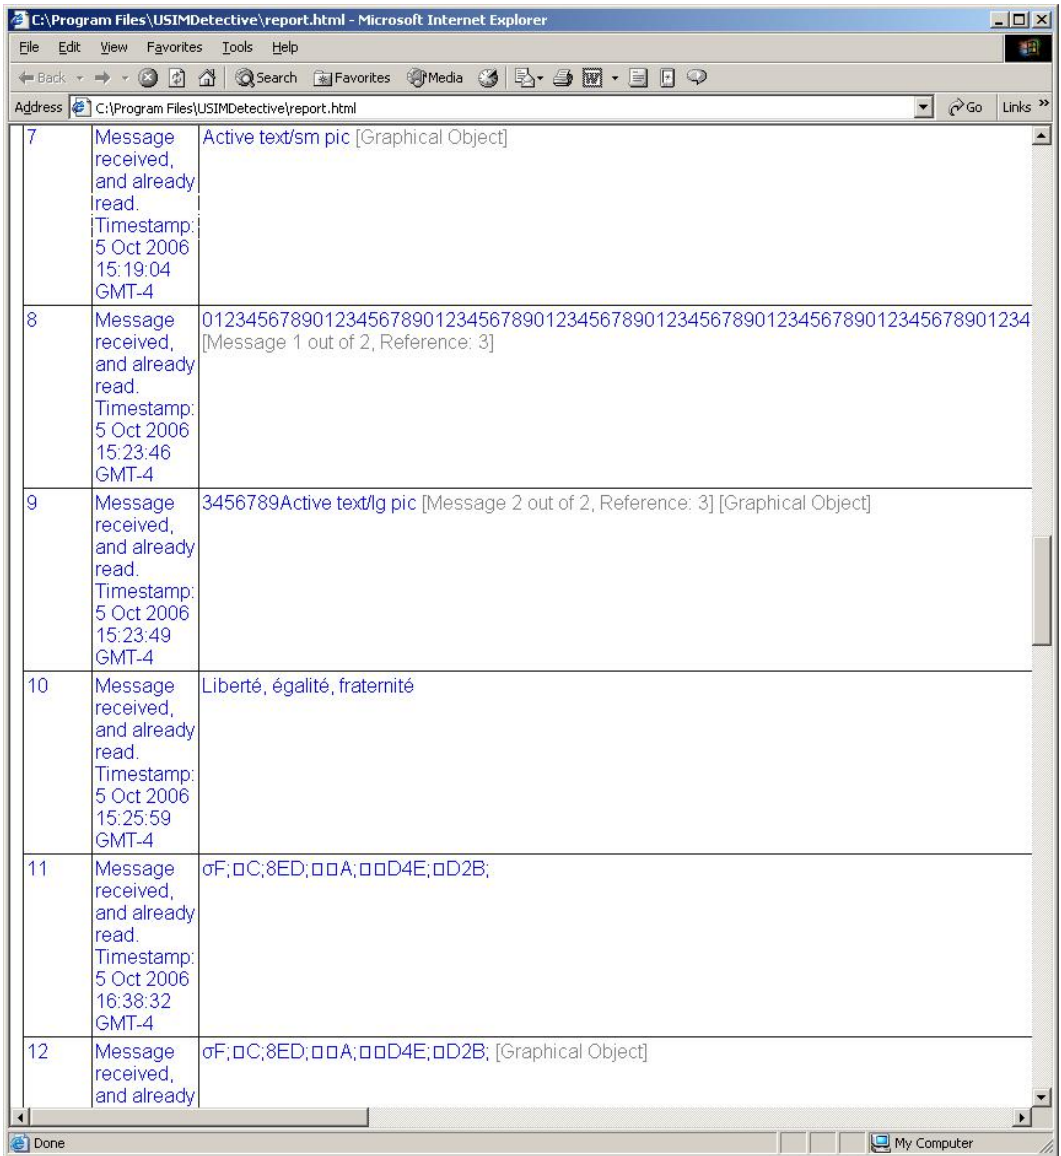 C:\Program Files\USIMDetective\report.html - Microsoft Internet Explorer
File Edit View Favorites Tools Help
Back Search Favorites Media
Address C:\Program Files\USIMDetective\report.html Go Links »
7 Message Active text/sm pic [Graphical Object]
received,
and already
read.
Timestamp:
5 Oct 2006
15:19:04
GMT-4
8 Message 0123456789012345678901234567890123456789012345678901234567890123456789012345678901234
received, [Message 1 out of 2, Reference: 3]
and already
read.
Timestamp:
5 Oct 2006
15:23:46
GMT-4
9 Message 3456789Active text/lg pic [Message 2 out of 2, Reference: 3] [Graphical Object]
received,
and already
read.
Timestamp:
5 Oct 2006
15:23:49
GMT-4
10 Message Liberté, égalité, fraternité
received,
and already
read.
Timestamp:
5 Oct 2006
15:25:59
GMT-4
11 Message σF;□C;8ED;□□A;□□D4E;□D2B;
received,
and already
read.
Timestamp:
5 Oct 2006
16:38:32
GMT-4
12 Message σF;□C;8ED;□□A;□□D4E;□D2B; [Graphical Object]
received,
and already
Done My Computer